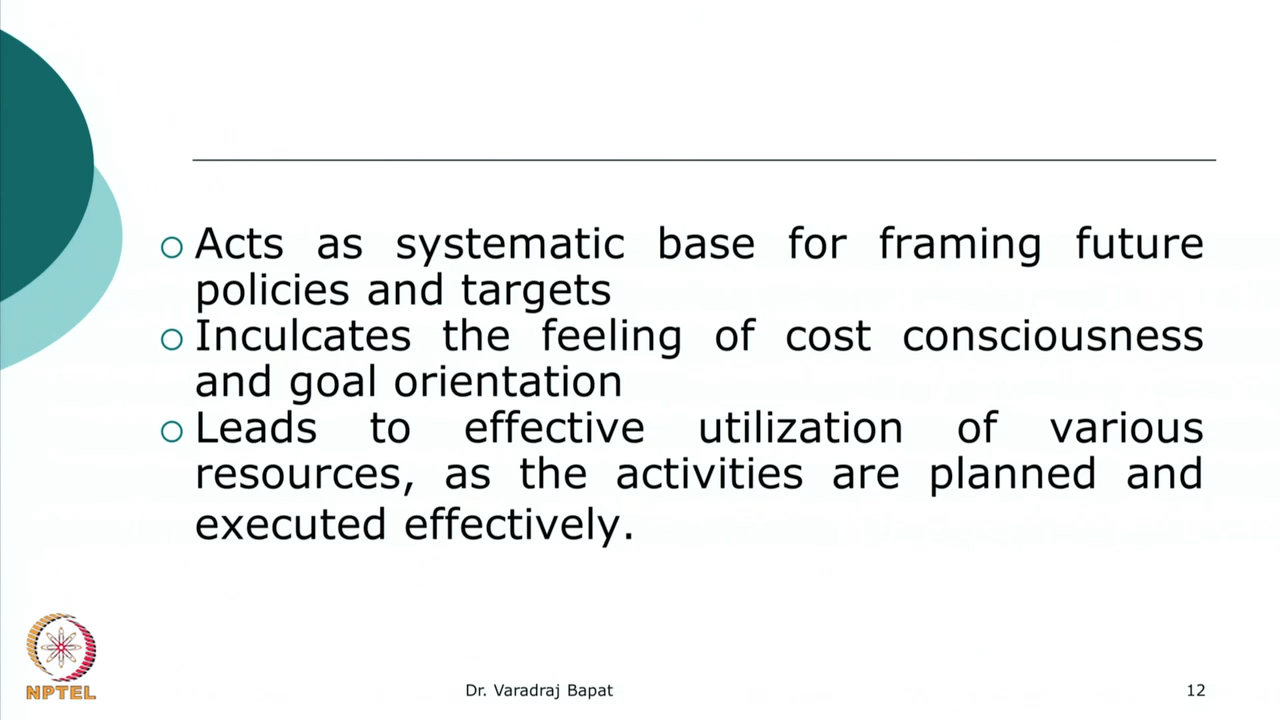 Acts as systematic base for framing future
policies and targets
Inculcates the feeling of cost consciousness
and goal orientation
Leads to effective utilization of various
resources, as the activities are planned and
executed effectively.
NPTEL
Dr. Varadraj Bapat
12